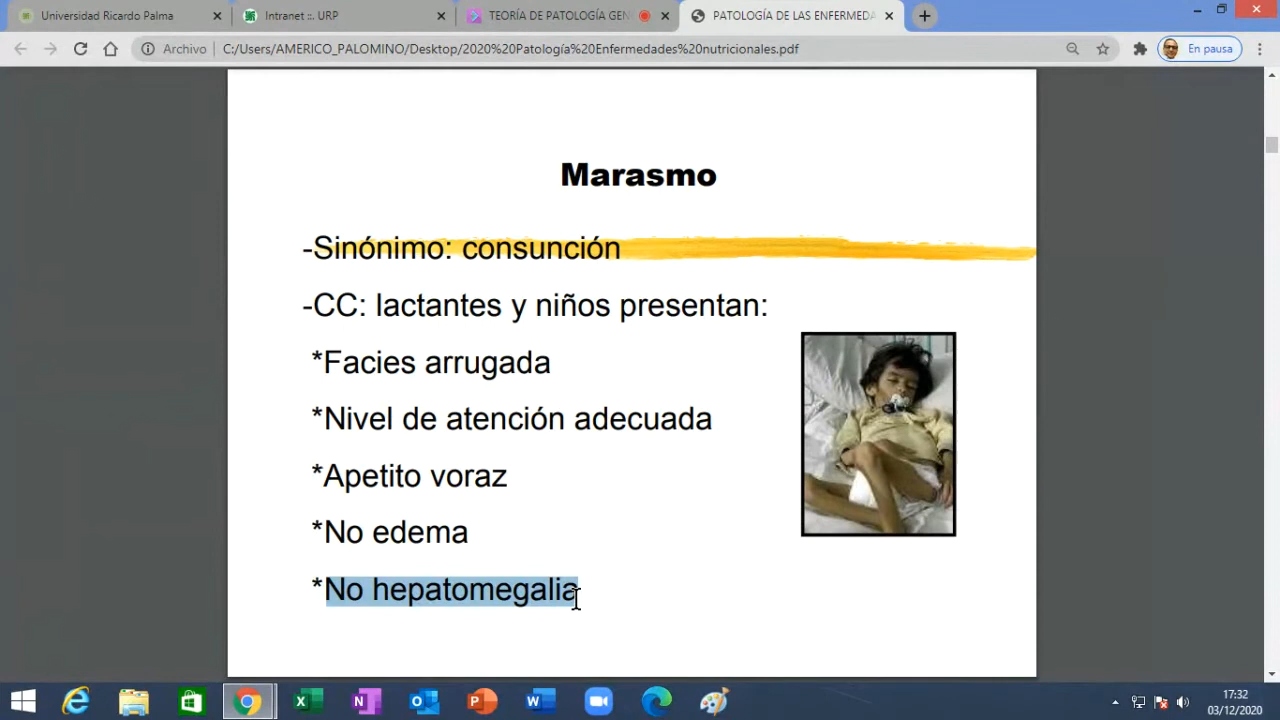 Universidad Ricardo Palma
Intranet ::. URP
TEORÍA DE PATOLOGÍA GEN
PATOLOGÍA DE LAS ENFERMEDA
Archivo
C:/Users/AMERICO_PALOMINO/Desktop/2020%20Patología%20Enfermedades%20nutricionales.pdf
En pausa
Marasmo
-Sinónimo: consunción
-CC: lactantes y niños presentan:
*Facies arrugada
*Nivel de atención adecuada
*Apetito voraz
*No edema
*No hepatomegalia
17:32
03/12/2020